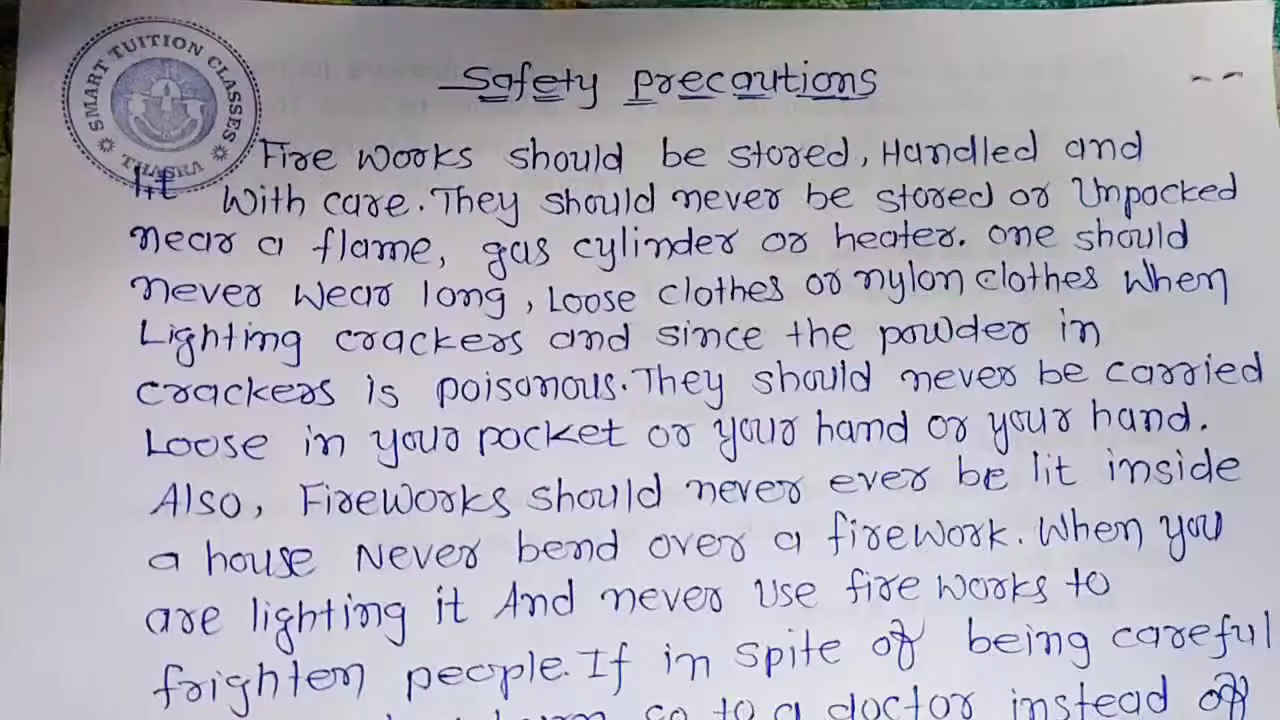 SMART TUITION CLASSES
THASRA
Safety precautions
Fire works should be stored, Handled and
lit With care. They should never be stored or Unpacked
near a flame, gas cylinder or heater. one should
never wear long, Loose clothes or nylon clothes when
Lighting crackers and since the powder in
crackers is poisonous. They should never be carried
Loose in your pocket or your hand or your hand.
Also, Fireworks should never ever be lit inside
a house Never bend over a firework. When you
are lighting it And never use fire works to
frighten people. If in spite of being careful
go to a doctor instead of